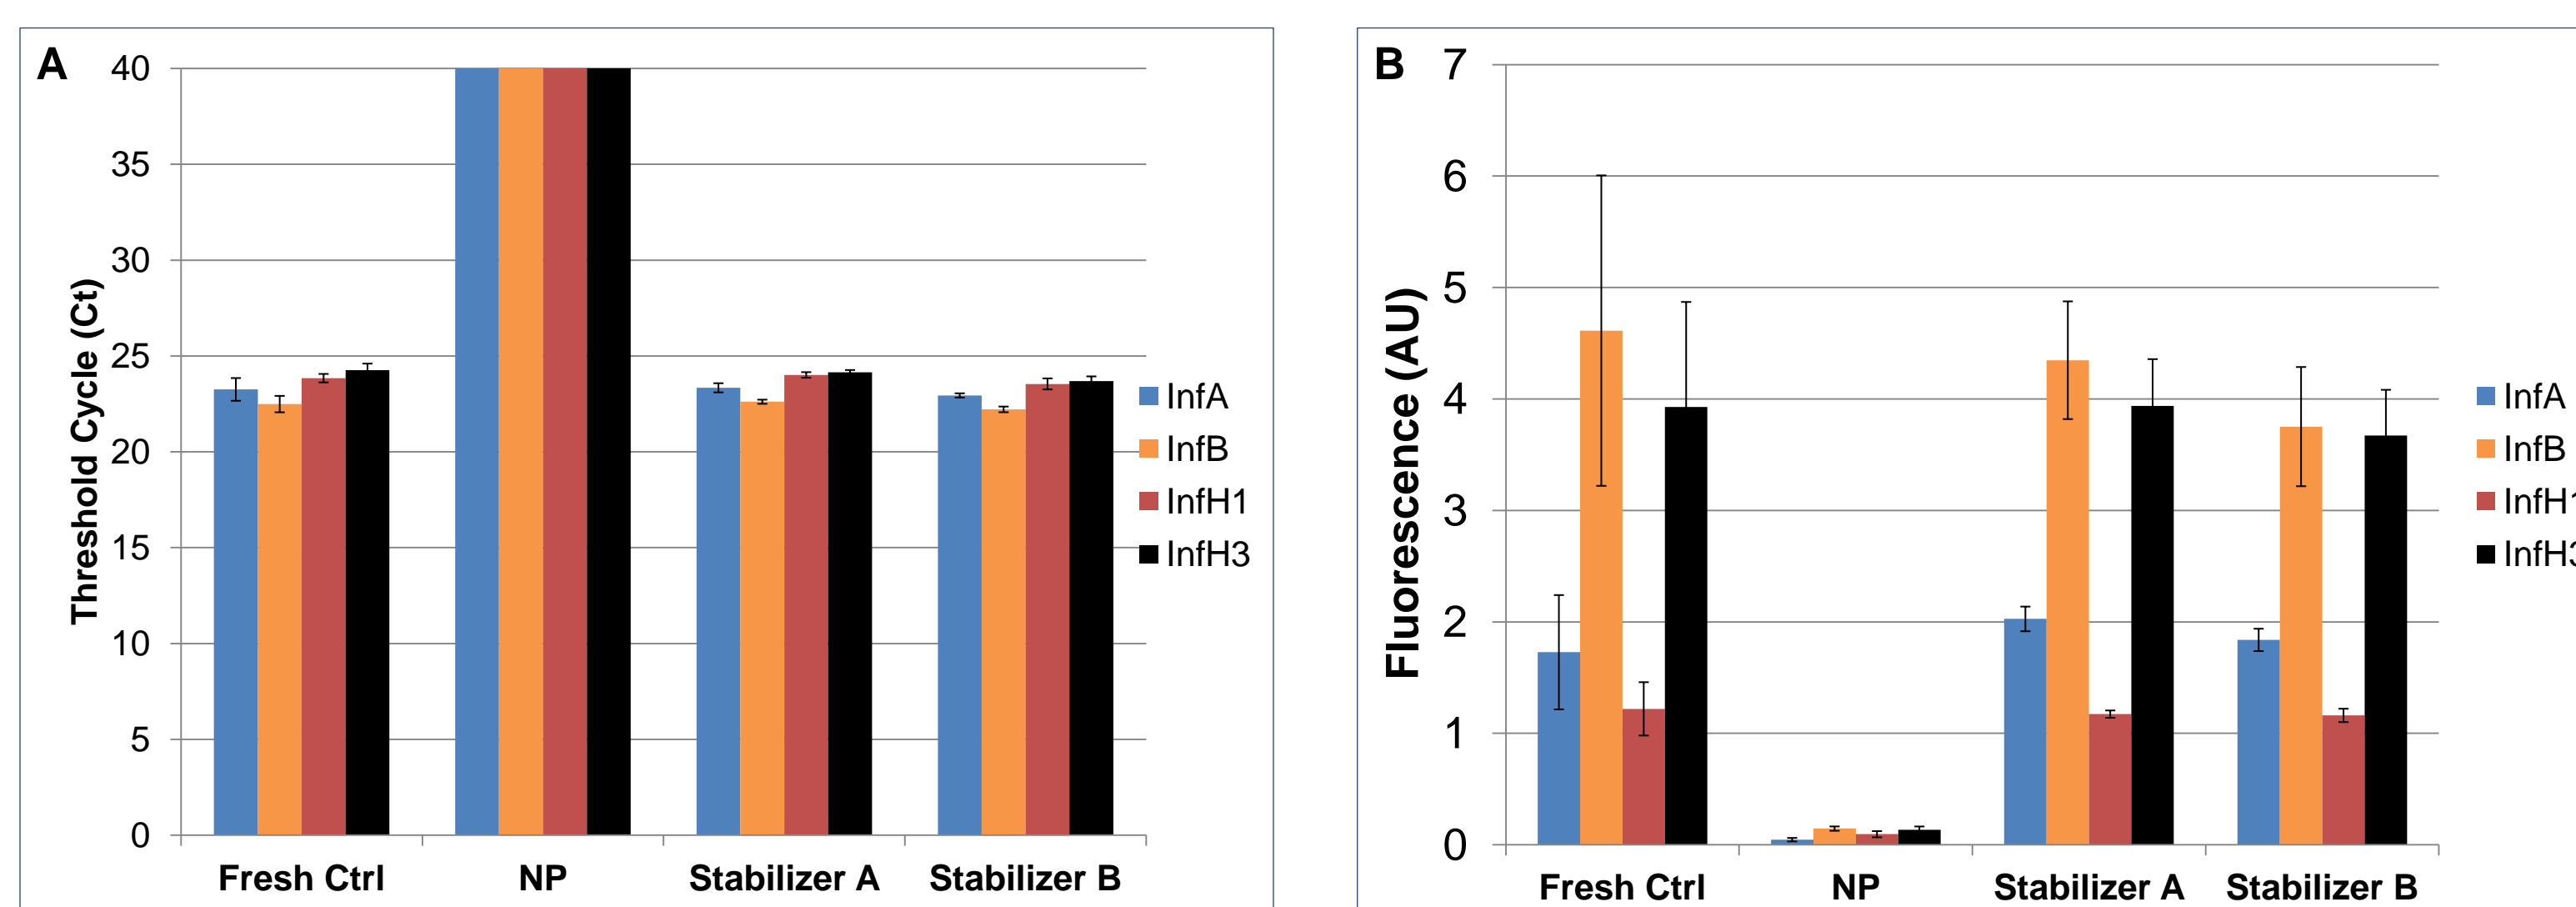 A
40
35
30
25
20
15
10
5
0
Threshold Cycle (Ct)
Fresh Ctrl NP Stabilizer A Stabilizer B
InfA
InfB
InfH1
InfH3
B
7
6
5
4
3
2
1
0
Fluorescence (AU)
Fresh Ctrl NP Stabilizer A Stabilizer B
InfA
InfB
InfH1
InfH3